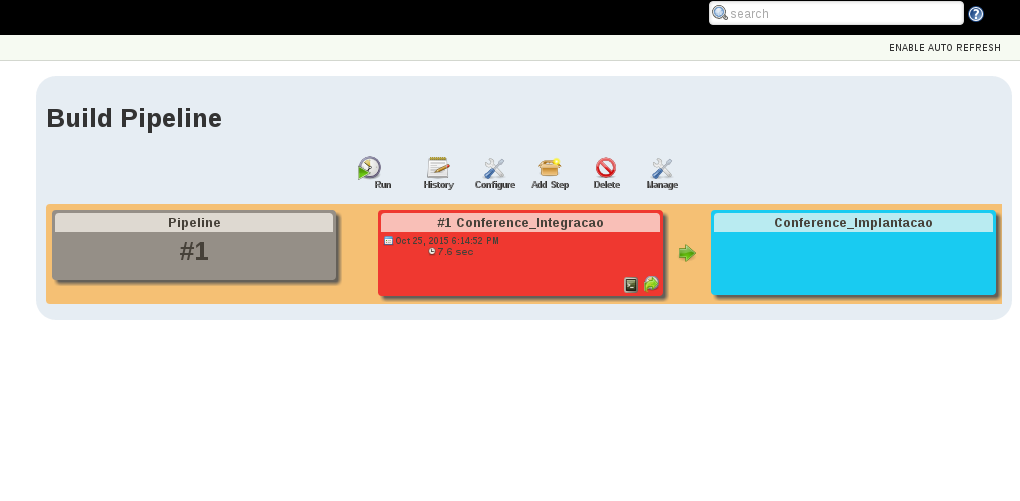 search
ENABLE AUTO REFRESH
Build Pipeline
Run
History
Configure
Add Step
Delete
Manage
Pipeline
#1
#1 Conference_Integracao
Oct 25, 2015 6:14:52 PM
7.6 sec
Conference_Implantacao